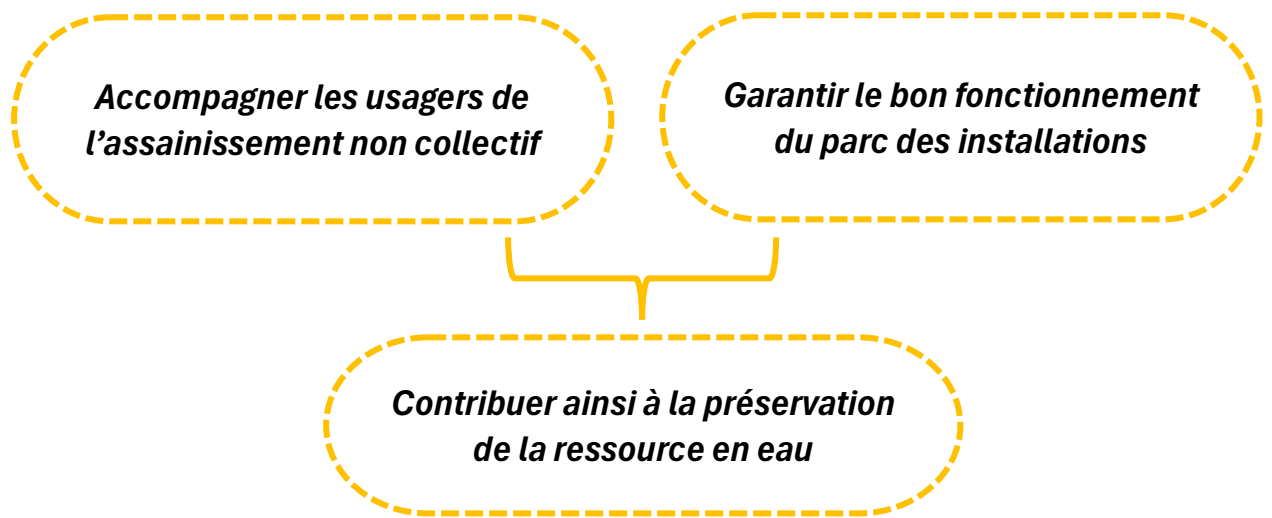 Accompagner les usagers de
l’assainissement non collectif
Garantir le bon fonctionnement
du parc des installations
Contribuer ainsi à la préservation
de la ressource en eau